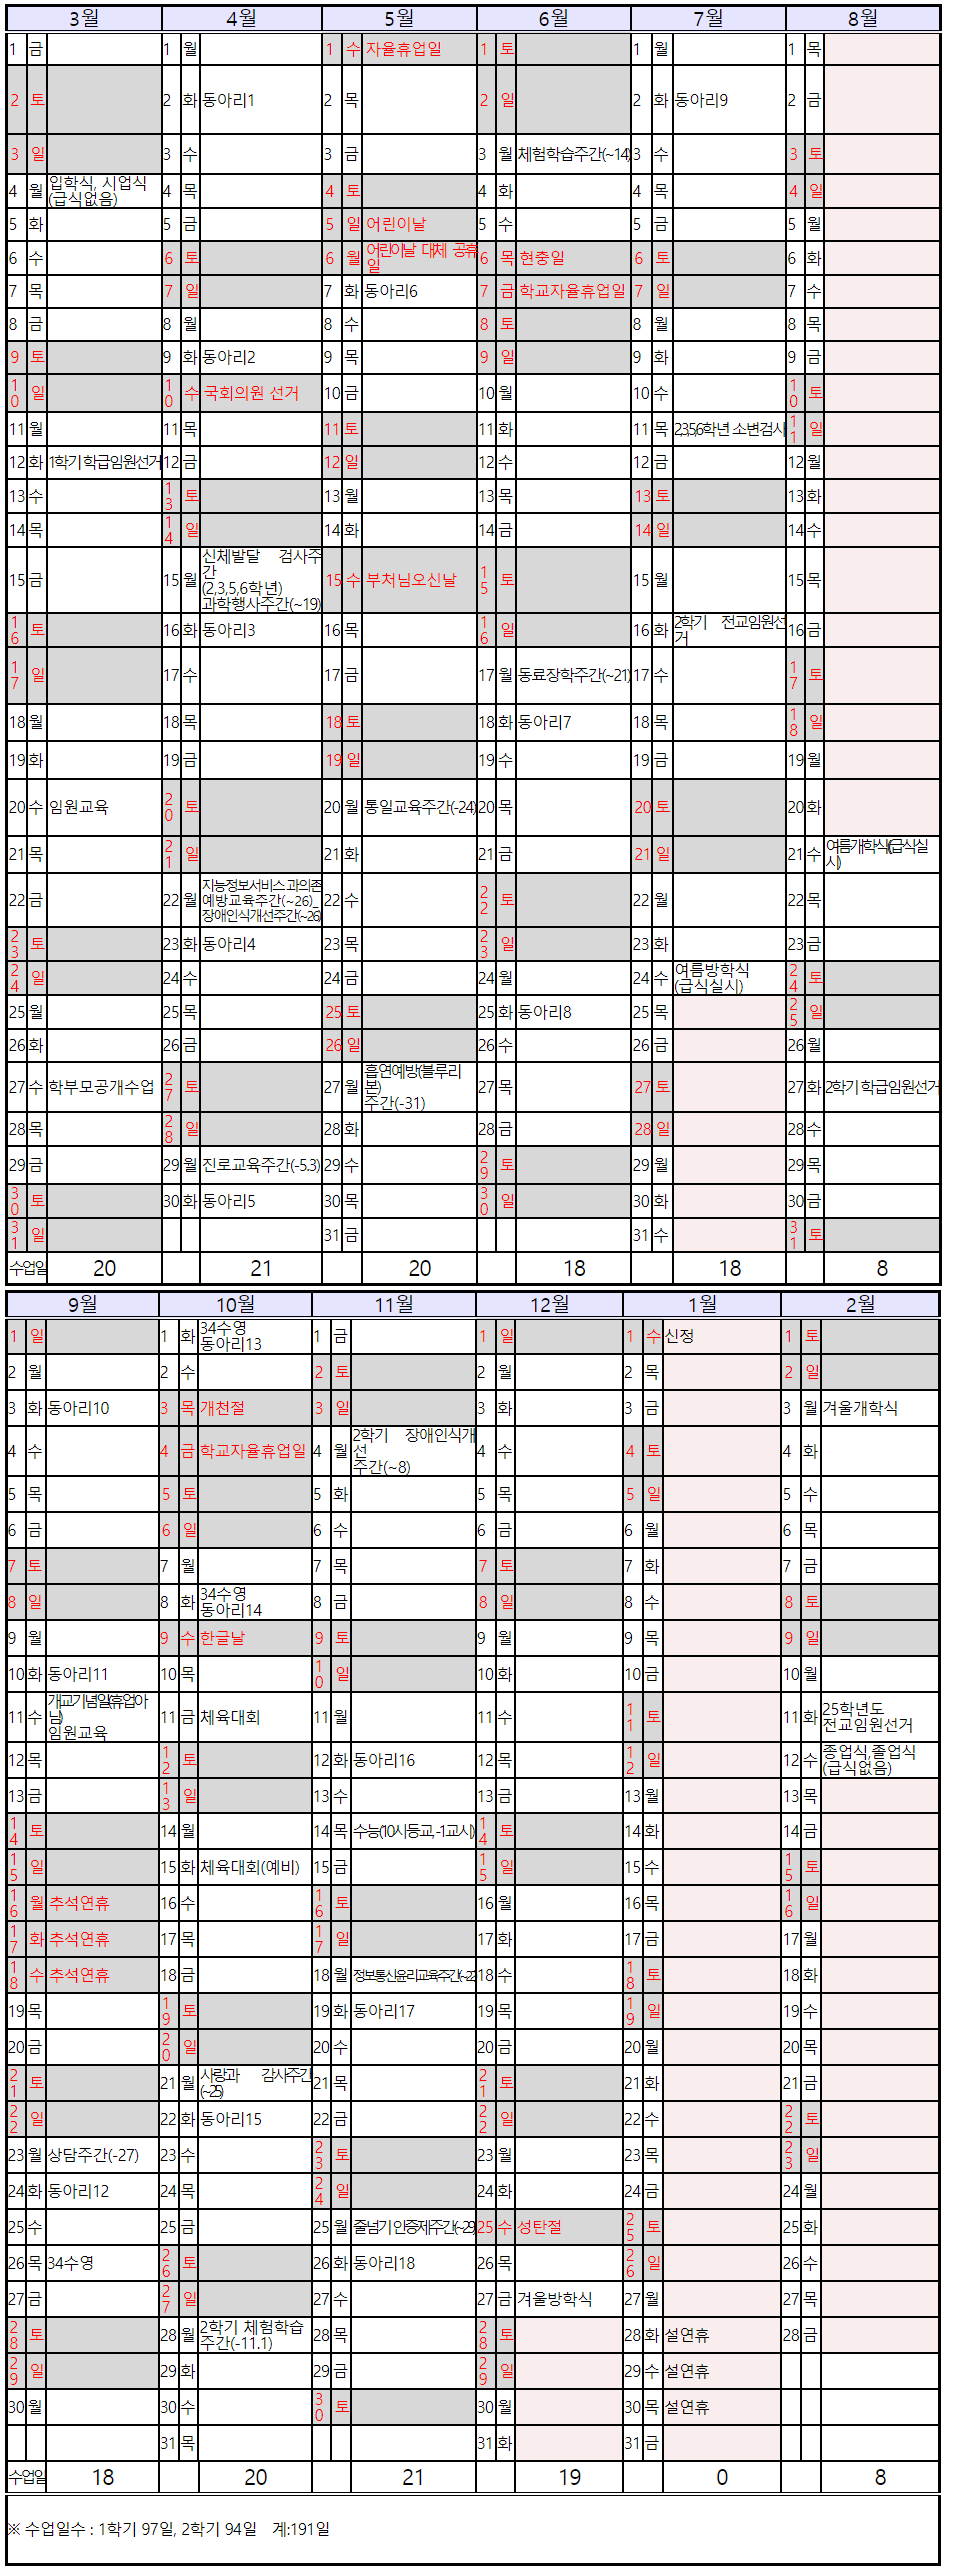 3월 4월 5월 6월 7월 8월
1 금 1 월 1 수 자율휴업일 1 토 1 월 1 목
2 토 2 화 동아리1 2 목 2 일 2 화 동아리9 2 금
3 일 3 수 3 금 3 월 체험학습주간(~14) 3 수 3 토
4 월 입학식, 시업식 (급식없음) 4 목 4 토 4 화 4 목 4 일
5 화 5 금 5 일 어린이날 5 수 5 금 5 월
6 수 6 토 6 월 어린이날 대체 공휴일 6 목 현충일 6 토 6 화
7 목 7 일 7 화 동아리6 7 금 학교자율휴업일 7 일 7 수
8 금 8 월 8 수 8 토 8 월 8 목
9 토 9 화 동아리2 9 목 9 일 9 화 9 금
10 일 10 수 국회의원 선거 10 금 10 월 10 수 10 토
11 월 11 목 11 토 11 화 11 목 2,3,5,6학년 소변검사 11 일
12 화 1학기 학급임원선거 12 금 12 일 12 수 12 금 12 월
13 수 13 토 13 월 13 목 13 토 13 화
14 목 14 일 14 화 14 금 14 일 14 수
15 금 15 월 신체발달 검사주간 (2,3,5,6학년) 과학행사주간(~19) 15 수 부처님오신날 15 토 15 월 15 목
16 토 16 화 동아리3 16 목 16 일 16 화 2학기 전교임원선거 16 금
17 일 17 수 17 금 17 월 동료장학주간(~21) 17 수 17 토
18 월 18 목 18 토 18 화 동아리7 18 목 18 일
19 화 19 금 19 일 19 수 19 금 19 월
20 수 임원교육 20 토 20 월 통일교육주간(-24) 20 목 20 토 20 화
21 목 21 일 21 화 21 금 21 일 21 수 여름개학식(급식실시)
22 금 22 월 지능정보서비스 과의존 예방교육주간(~26)_ 장애인식개선주간(~26) 22 수 22 토 22 월 22 목
23 토 23 화 동아리4 23 목 23 일 23 화 23 금
24 일 24 수 24 금 24 월 24 수 여름방학식 (급식실시) 24 토
25 월 25 목 25 토 25 화 동아리8 25 목 25 일
26 화 26 금 26 일 26 수 26 금 26 월
27 수 학부모공개수업 27 토 27 월 흡연예방(블루리본) 주간(-31) 27 목 27 토 27 화 2학기 학급임원선거
28 목 28 일 28 화 28 금 28 일 28 수
29 금 29 월 진로교육주간(-5.3) 29 수 29 토 29 월 29 목
30 토 30 화 동아리5 30 목 30 일 30 화 30 금
31 일 31 금 31 수 31 토
수업일 20 21 20 18 18 8
9월 10월 11월 12월 1월 2월
1 일 1 화 34수영 동아리13 1 금 1 일 1 수 신정 1 토
2 월 2 수 2 토 2 월 2 목 2 일
3 화 동아리10 3 목 개천절 3 일 3 화 3 금 3 월 겨울개학식
4 수 4 금 학교자율휴업일 4 월 2학기 장애인식개선 주간(~8) 4 수 4 토 4 화
5 목 5 토 5 화 5 목 5 일 5 수
6 금 6 일 6 수 6 금 6 월 6 목
7 토 7 월 7 목 7 토 7 화 7 금
8 일 8 화 34수영 동아리14 8 금 8 일 8 수 8 토
9 월 9 수 한글날 9 토 9 월 9 목 9 일
10 화 동아리11 10 목 10 일 10 화 10 금 10 월
11 수 개교기념일(휴업아님) 임원교육 11 금 체육대회 11 월 11 수 11 토 11 화 25학년도 전교임원선거
12 목 12 토 12 화 동아리16 12 목 12 일 12 수 종업식,졸업식 (급식없음)
13 금 13 일 13 수 13 금 13 월 13 목
14 토 14 월 14 목 수능(10시등교, -1교시) 14 토 14 화 14 금
15 일 15 화 체육대회(예비) 15 금 15 일 15 수 15 토
16 월 추석연휴 16 수 16 토 16 월 16 목 16 일
17 화 추석연휴 17 목 17 일 17 화 17 금 17 월
18 수 추석연휴 18 금 18 월 정보통신윤리교육주간(~22) 18 수 18 토 18 화
19 목 19 토 19 화 동아리17 19 목 19 일 19 수
20 금 20 일 20 수 20 금 20 월 20 목
21 토 21 월 사랑과 감사주간(~25) 21 목 21 토 21 화 21 금
22 일 22 화 동아리15 22 금 22 일 22 수 22 토
23 월 상담주간(-27) 23 수 23 토 23 월 23 목 23 일
24 화 동아리12 24 목 24 일 24 화 24 금 24 월
25 수 25 금 25 월 줄넘기 인증제주간(~29) 25 수 성탄절 25 토 25 화
26 목 34수영 26 토 26 화 동아리18 26 목 26 일 26 수
27 금 27 일 27 수 27 금 겨울방학식 27 월 27 목
28 토 28 월 2학기 체험학습 주간(-11.1) 28 목 28 토 28 화 설연휴 28 금
29 일 29 화 29 금 29 일 29 수 설연휴
30 월 30 수 30 토 30 월 30 목 설연휴
31 목 31 화 31 금
수업일 18 20 21 19 0 8
※ 수업일수 : 1학기 97일, 2학기 94일 계:191일